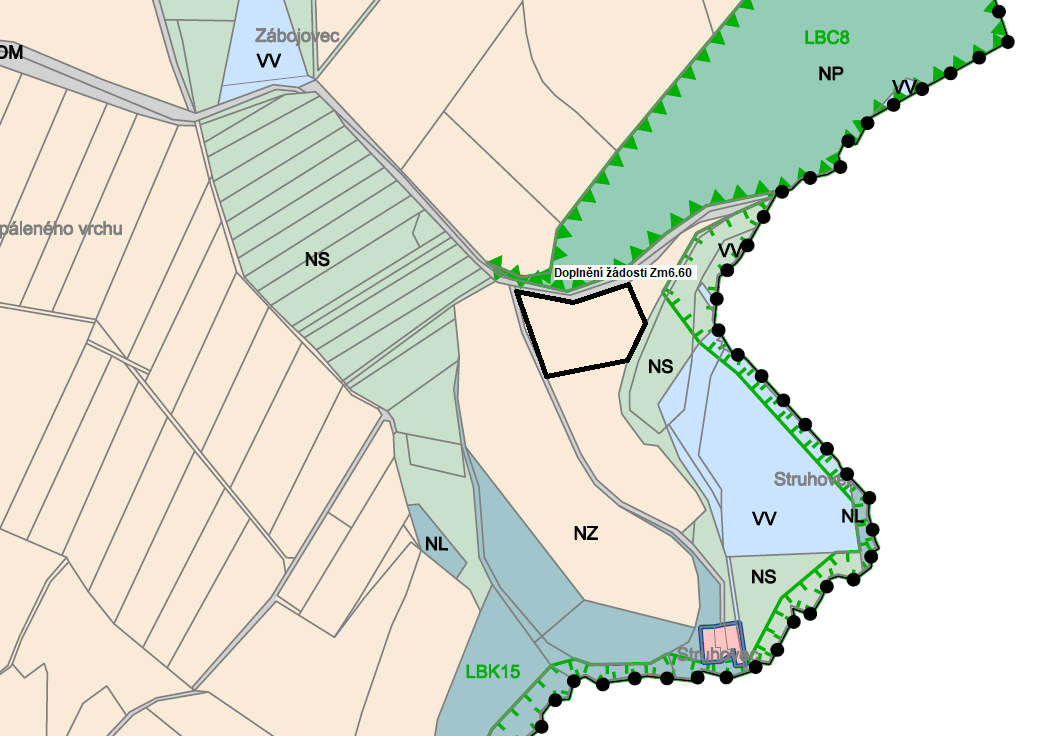 Zábojovec
VV
DM
LBC8
NP
VV
páleného vrchu
NS
VV
Doplnění žádosti Zm6.60
NS
Struhovec
VV
NL
NZ
NL
NS
Struhovec
LBK15